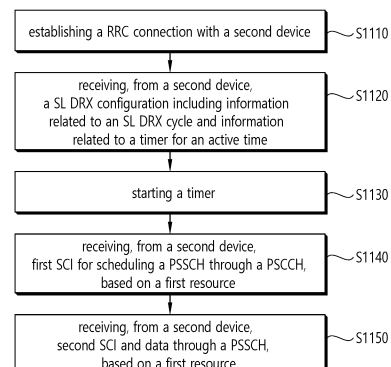 establishing a RRC connection with a second device
S1110
receiving, from a second device,
a SL DRX configuration including information
related to an SL DRX cycle and information
related to a timer for an active time
S1120
starting a timer
S1130
receiving, from a second device,
first SCI for scheduling a PSSCH through a PSCCH,
based on a first resource
S1140
receiving, from a second device,
second SCI and data through a PSSCH,
based on a first resource
S1150